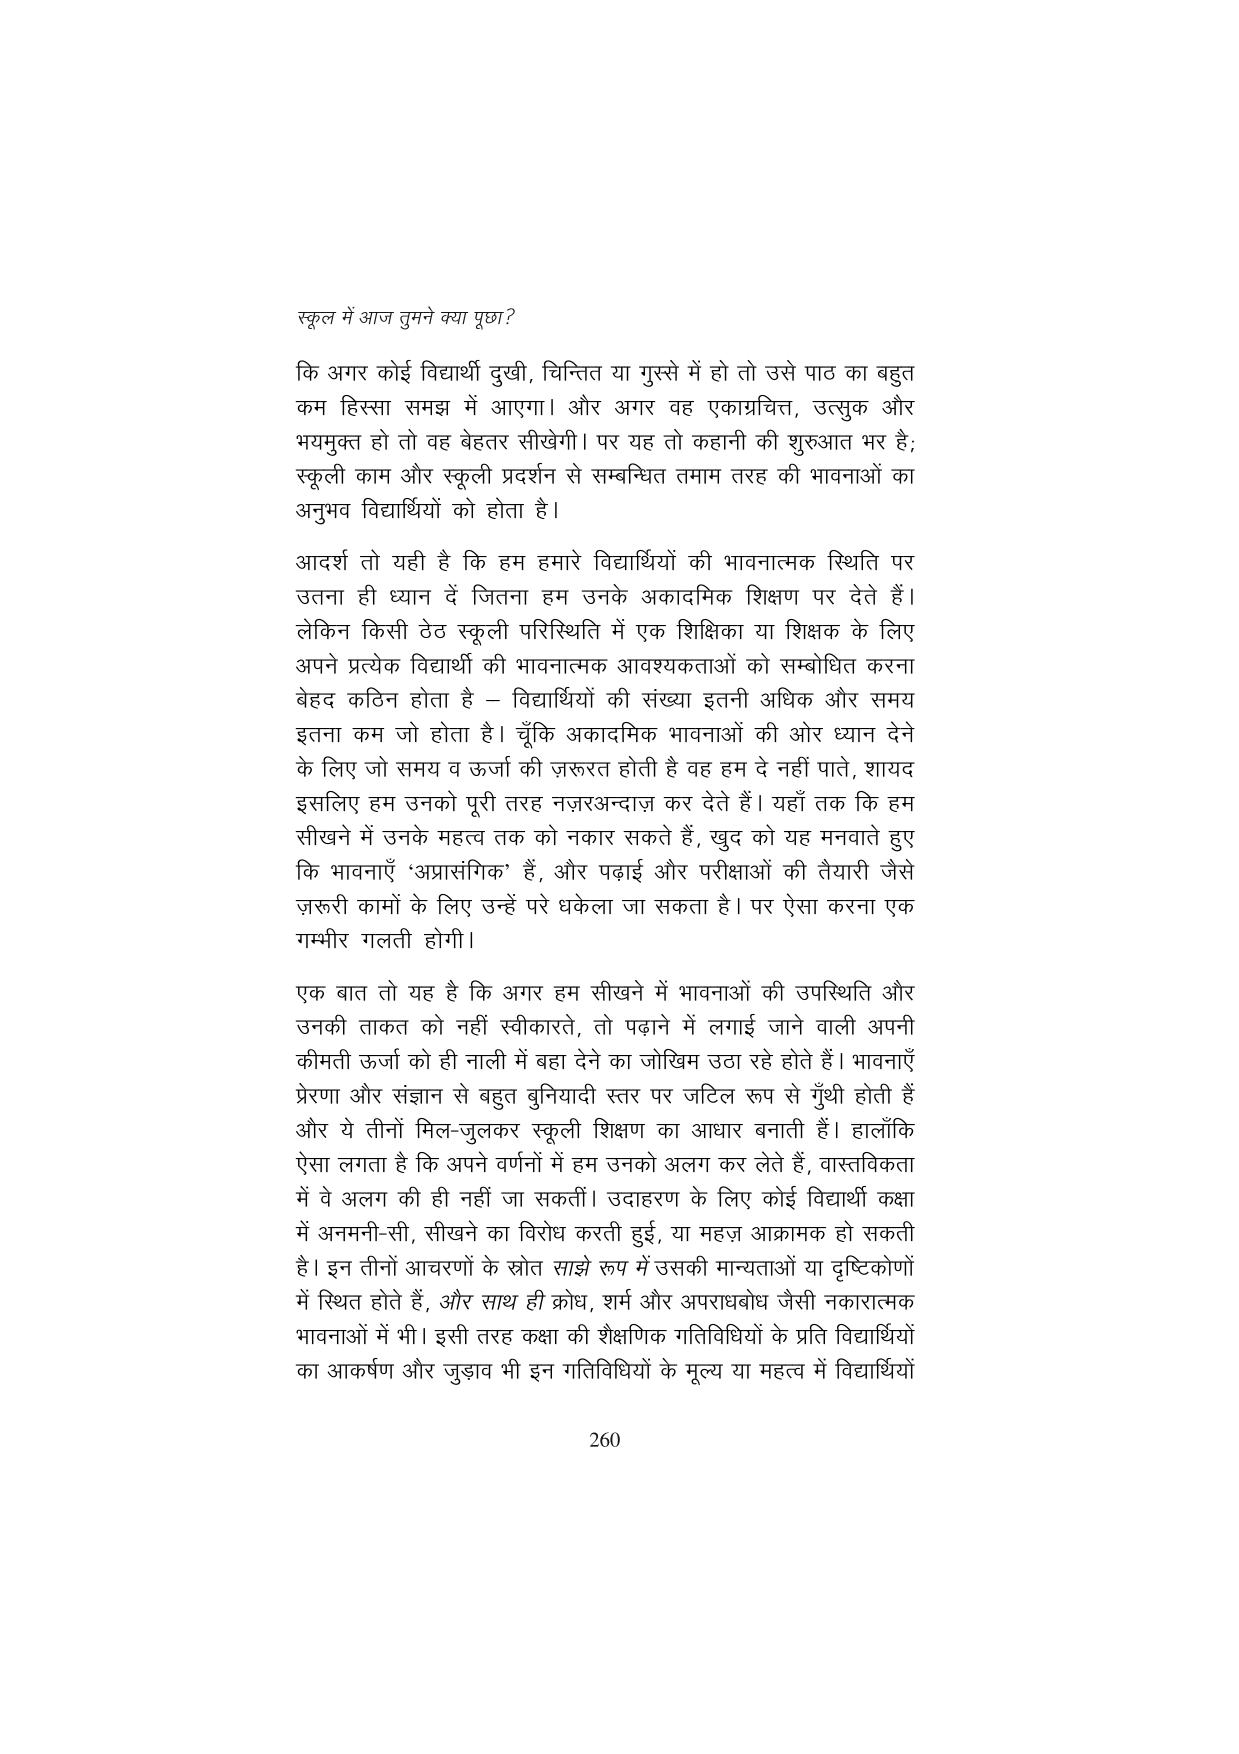 स्कूल में आज तुमने क्या पूछा?
कि अगर कोई विद्यार्थी दुखी, चिन्तित या गुस्से में हो तो उसे पाठ का बहुत
कम हिस्सा समझ में आएगा। और अगर वह एकाग्रचित्त, उत्सुक और
भयमुक्त हो तो वह बेहतर सीखेगी। पर यह तो कहानी की शुरुआत भर है;
स्कूली काम और स्कूली प्रदर्शन से सम्बन्धित तमाम तरह की भावनाओं का
अनुभव विद्यार्थियों को होता है।
आदर्श तो यही है कि हम हमारे विद्यार्थियों की भावनात्मक स्थिति पर
उतना ही ध्यान दें जितना हम उनके अकादमिक शिक्षण पर देते हैं।
लेकिन किसी ठेठ स्कूली परिस्थिति में एक शिक्षिका या शिक्षक के लिए
अपने प्रत्येक विद्यार्थी की भावनात्मक आवश्यकताओं को सम्बोधित करना
बेहद कठिन होता है – विद्यार्थियों की संख्या इतनी अधिक और समय
इतना कम जो होता है। चूँकि अकादमिक भावनाओं की ओर ध्यान देने
के लिए जो समय व ऊर्जा की ज़रूरत होती है वह हम दे नहीं पाते, शायद
इसलिए हम उनको पूरी तरह नज़रअन्दाज़ कर देते हैं। यहाँ तक कि हम
सीखने में उनके महत्व तक को नकार सकते हैं, खुद को यह मनवाते हुए
कि भावनाएँ ‘अप्रासंगिक’ हैं, और पढ़ाई और परीक्षाओं की तैयारी जैसे
ज़रूरी कामों के लिए उन्हें परे धकेला जा सकता है। पर ऐसा करना एक
गम्भीर गलती होगी।
एक बात तो यह है कि अगर हम सीखने में भावनाओं की उपस्थिति और
उनकी ताकत को नहीं स्वीकारते, तो पढ़ाने में लगाई जाने वाली अपनी
कीमती ऊर्जा को ही नाली में बहा देने का जोखिम उठा रहे होते हैं। भावनाएँ
प्रेरणा और संज्ञान से बहुत बुनियादी स्तर पर जटिल रूप से गुँथी होती हैं
और ये तीनों मिल-जुलकर स्कूली शिक्षण का आधार बनाती हैं। हालाँकि
ऐसा लगता है कि अपने वर्णनों में हम उनको अलग कर लेते हैं, वास्तविकता
में वे अलग की ही नहीं जा सकतीं। उदाहरण के लिए कोई विद्यार्थी कक्षा
में अनमनी-सी, सीखने का विरोध करती हुई, या महज़ आक्रामक हो सकती
है। इन तीनों आचरणों के स्रोत साझे रूप में उसकी मान्यताओं या दृष्टिकोणों
में स्थित होते हैं, और साथ ही क्रोध, शर्म और अपराधबोध जैसी नकारात्मक
भावनाओं में भी। इसी तरह कक्षा की शैक्षणिक गतिविधियों के प्रति विद्यार्थियों
का आकर्षण और जुड़ाव भी इन गतिविधियों के मूल्य या महत्व में विद्यार्थियों
260